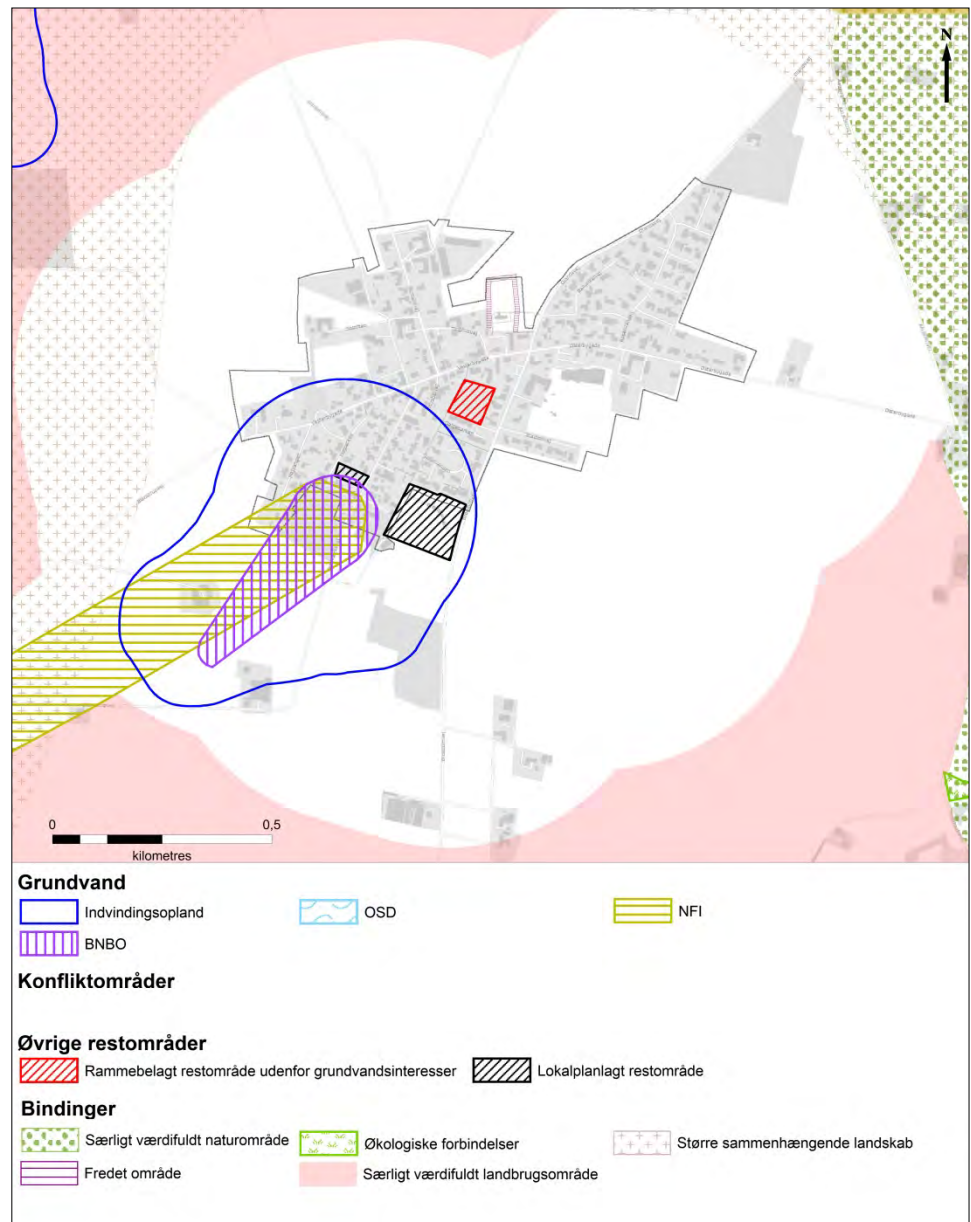 N
0 0,5
kilometres
Grundvand
Indvindingsopland OSD NFI
BNBO
Konfliktområder
Øvrige restområder
Rammebelagt restområde udenfor grundvandsinteresser Lokalplanlagt restområde
Bindinger
Særligt værdifuldt naturområde Økologiske forbindelser Større sammenhængende landskab
Fredet område Særligt værdifuldt landbrugsområde